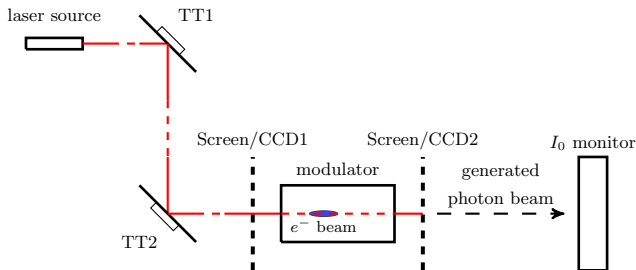 laser source
TT1
Screen/CCD1
Screen/CCD2
I₀ monitor
modulator
generated
photon beam
e⁻ beam
TT2